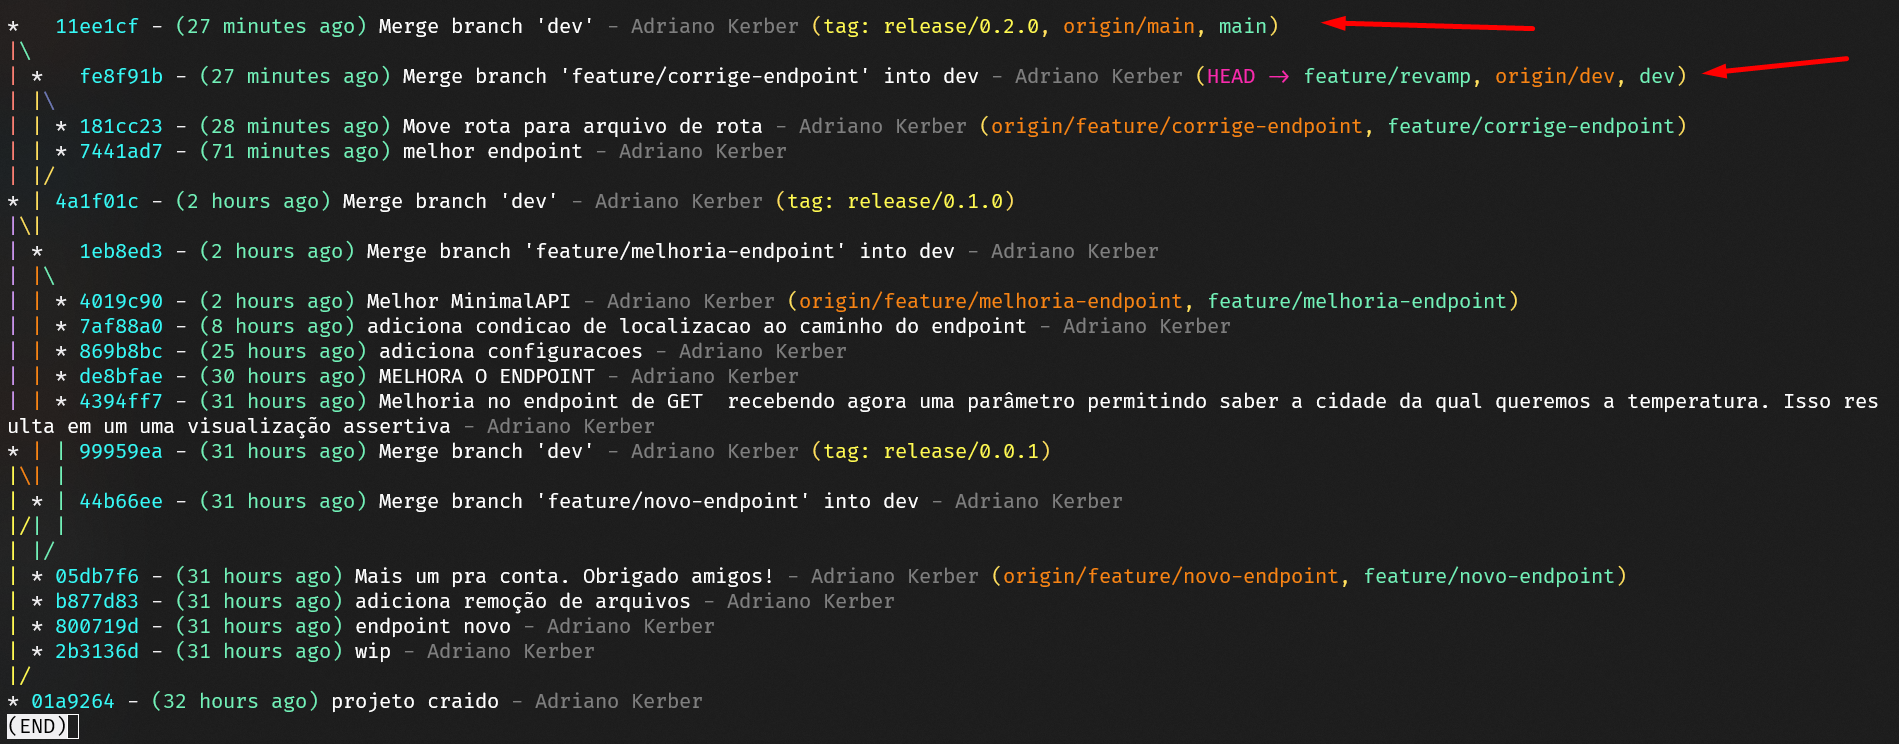 *   11ee1cf - (27 minutes ago) Merge branch 'dev' - Adriano Kerber (tag: release/0.2.0, origin/main, main)
|\
| *   fe8f91b - (27 minutes ago) Merge branch 'feature/corrige-endpoint' into dev - Adriano Kerber (HEAD -> feature/revamp, origin/dev, dev)
| |\
| | * 181cc23 - (28 minutes ago) Move rota para arquivo de rota - Adriano Kerber (origin/feature/corrige-endpoint, feature/corrige-endpoint)
| | * 7441ad7 - (71 minutes ago) melhor endpoint - Adriano Kerber
| |/
* | 4a1f01c - (2 hours ago) Merge branch 'dev' - Adriano Kerber (tag: release/0.1.0)
|\|
| *   1eb8ed3 - (2 hours ago) Merge branch 'feature/melhoria-endpoint' into dev - Adriano Kerber
| |\
| | * 4019c90 - (2 hours ago) Melhor MinimalAPI - Adriano Kerber (origin/feature/melhoria-endpoint, feature/melhoria-endpoint)
| | * 7af88a0 - (8 hours ago) adiciona condicao de localizacao ao caminho do endpoint - Adriano Kerber
| | * 869b8bc - (25 hours ago) adiciona configuracoes - Adriano Kerber
| | * de8bfae - (30 hours ago) MELHORA O ENDPOINT - Adriano Kerber
| | * 4394ff7 - (31 hours ago) Melhoria no endpoint de GET  recebendo agora uma parâmetro permitindo saber a cidade da qual queremos a temperatura. Isso res
ulta em um uma visualização assertiva - Adriano Kerber
* | | 99959ea - (31 hours ago) Merge branch 'dev' - Adriano Kerber (tag: release/0.0.1)
|\| |
| * | 44b66ee - (31 hours ago) Merge branch 'feature/novo-endpoint' into dev - Adriano Kerber
|/| |
| |/
| * 05db7f6 - (31 hours ago) Mais um pra conta. Obrigado amigos! - Adriano Kerber (origin/feature/novo-endpoint, feature/novo-endpoint)
| * b877d83 - (31 hours ago) adiciona remoção de arquivos - Adriano Kerber
| * 800719d - (31 hours ago) endpoint novo - Adriano Kerber
| * 2b3136d - (31 hours ago) wip - Adriano Kerber
|/
* 01a9264 - (32 hours ago) projeto craido - Adriano Kerber
(END)